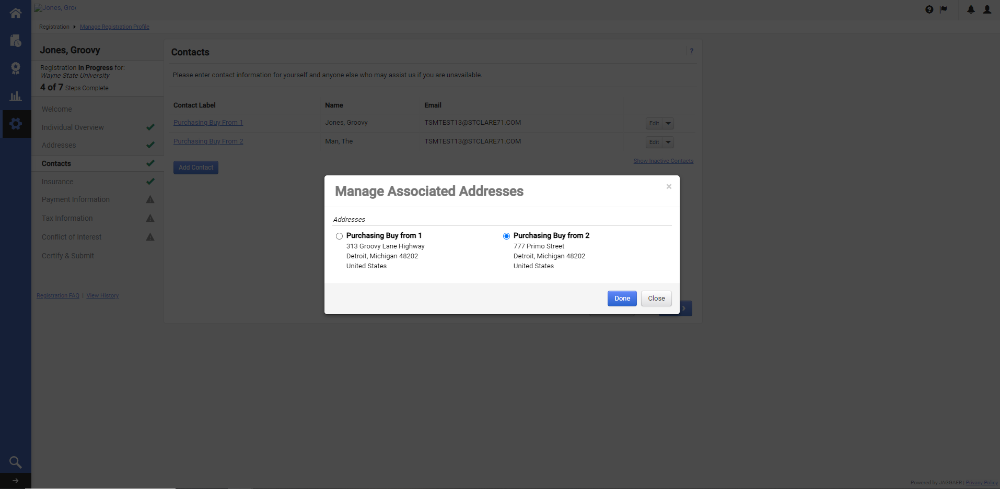 Jones, Groo
Registration Manage Registration Profile
Jones, Groovy
Registration In Progress for:
Wayne State University
4 of 7 Steps Complete
Welcome
Individual Overview
Addresses
Contacts
Insurance
Payment Information
Tax Information
Conflict of Interest
Certify & Submit
Registration FAQ | View History
Contacts
?
Please enter contact information for yourself and anyone else who may assist us if you are unavailable.
Contact Label Name Email
Purchasing Buy From 1 Jones, Groovy TSMTEST13@STCLARE71.COM Edit
Purchasing Buy From 2 Man, The TSMTEST13@STCLARE71.COM Edit
Show Inactive Contacts
Add Contact
Manage Associated Addresses
×
Addresses
Purchasing Buy from 1
313 Groovy Lane Highway
Detroit, Michigan 48202
United States
Purchasing Buy from 2
777 Primo Street
Detroit, Michigan 48202
United States
Done Close
Powered by JAGGAER | Privacy Policy